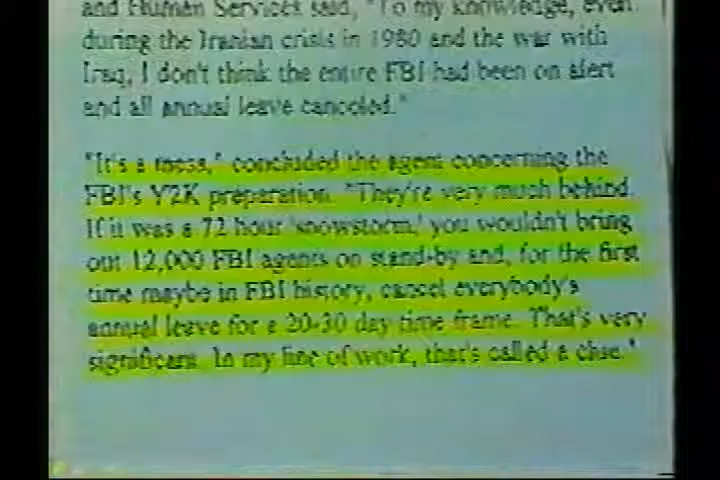 and Human Services said, "To my knowledge, even
during the Iranian crisis in 1980 and the war with
Iraq, I don't think the entire FBI had been on alert
and all annual leave canceled."
"It's a mess," concluded the agent concerning the
FBI's Y2K preparation. "They're very much behind.
If it was a 72 hour 'snowstorm,' you wouldn't bring
out 12,000 FBI agents on stand-by and, for the first
time maybe in FBI history, cancel everybody's
annual leave for a 20-30 day time frame. That's very
significant. In my line of work, that's called a clue."